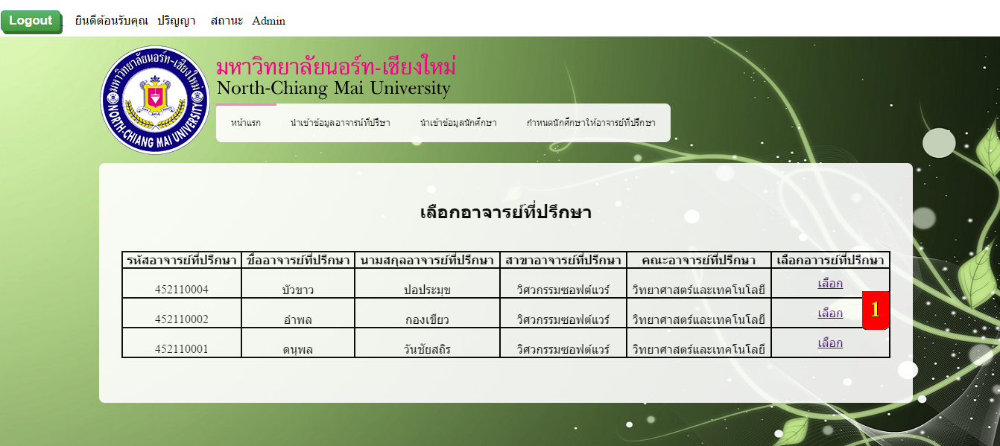 Logout ยินดีต้อนรับคุณ ปริญญา สถานะ Admin
มหาวิทยาลัยนอร์ท-เชียงใหม่
NORTH-CHIANG MAI UNIVERSITY
มหาวิทยาลัยนอร์ท-เชียงใหม่
North-Chiang Mai University
หน้าแรก นำเข้าข้อมูลอาจารน์ที่ปรีษา นำเข้าข้อมูลนักศึกษา กำหนดนักศึกษาให้อาจารย์ที่ปรึกษา
เลือกอาจารย์ที่ปรึกษา
รหัสอาจารย์ที่ปรึกษา ชื่ออาจารย์ที่ปรึกษา นามสกุลอาจารย์ที่ปรึกษา สาขาอาจารย์ที่ปรึกษา คณะอาจารย์ที่ปรึกษา เลือกอาารย์ที่ปรึกษา
452110004 บัวขาว ปอประมุข วิศวกรรมซอฟต์แวร์ วิทยาศาสตร์และเทคโนโลยี เลือก
452110002 อำพล กองเขียว วิศวกรรมซอฟต์แวร์ วิทยาศาสตร์และเทคโนโลยี เลือก
1
452110001 ดนุพล วันชัยสถิร วิศวกรรมซอฟต์แวร์ วิทยาศาสตร์และเทคโนโลยี เลือก